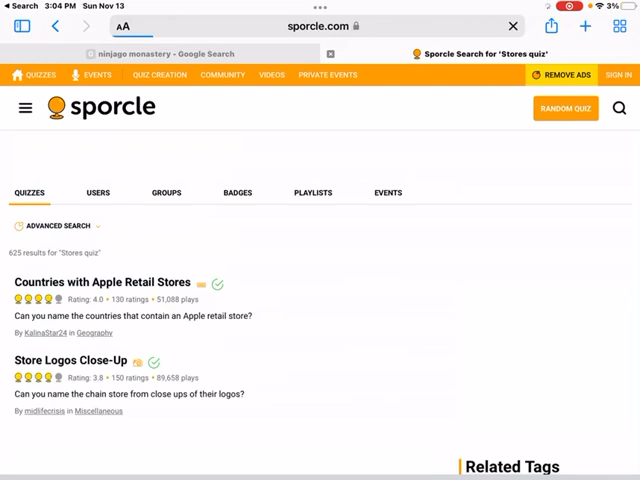 Search 3:04 PM Sun Nov 13 3%
AA sporcle.com
ninjago monastery - Google Search Sporcle Search for 'Stores quiz'
QUIZZES EVENTS QUIZ CREATION COMMUNITY VIDEOS PRIVATE EVENTS REMOVE ADS SIGN IN
sporcle RANDOM QUIZ
QUIZZES USERS GROUPS BADGES PLAYLISTS EVENTS
ADVANCED SEARCH
625 results for "Stores quiz"
Countries with Apple Retail Stores
Rating: 4.0 • 130 ratings • 51,088 plays
Can you name the countries that contain an Apple retail store?
By KalinaStar24 in Geography
Store Logos Close-Up
Rating: 3.8 • 150 ratings • 89,658 plays
Can you name the chain store from close ups of their logos?
By midlifecrisis in Miscellaneous
Related Tags